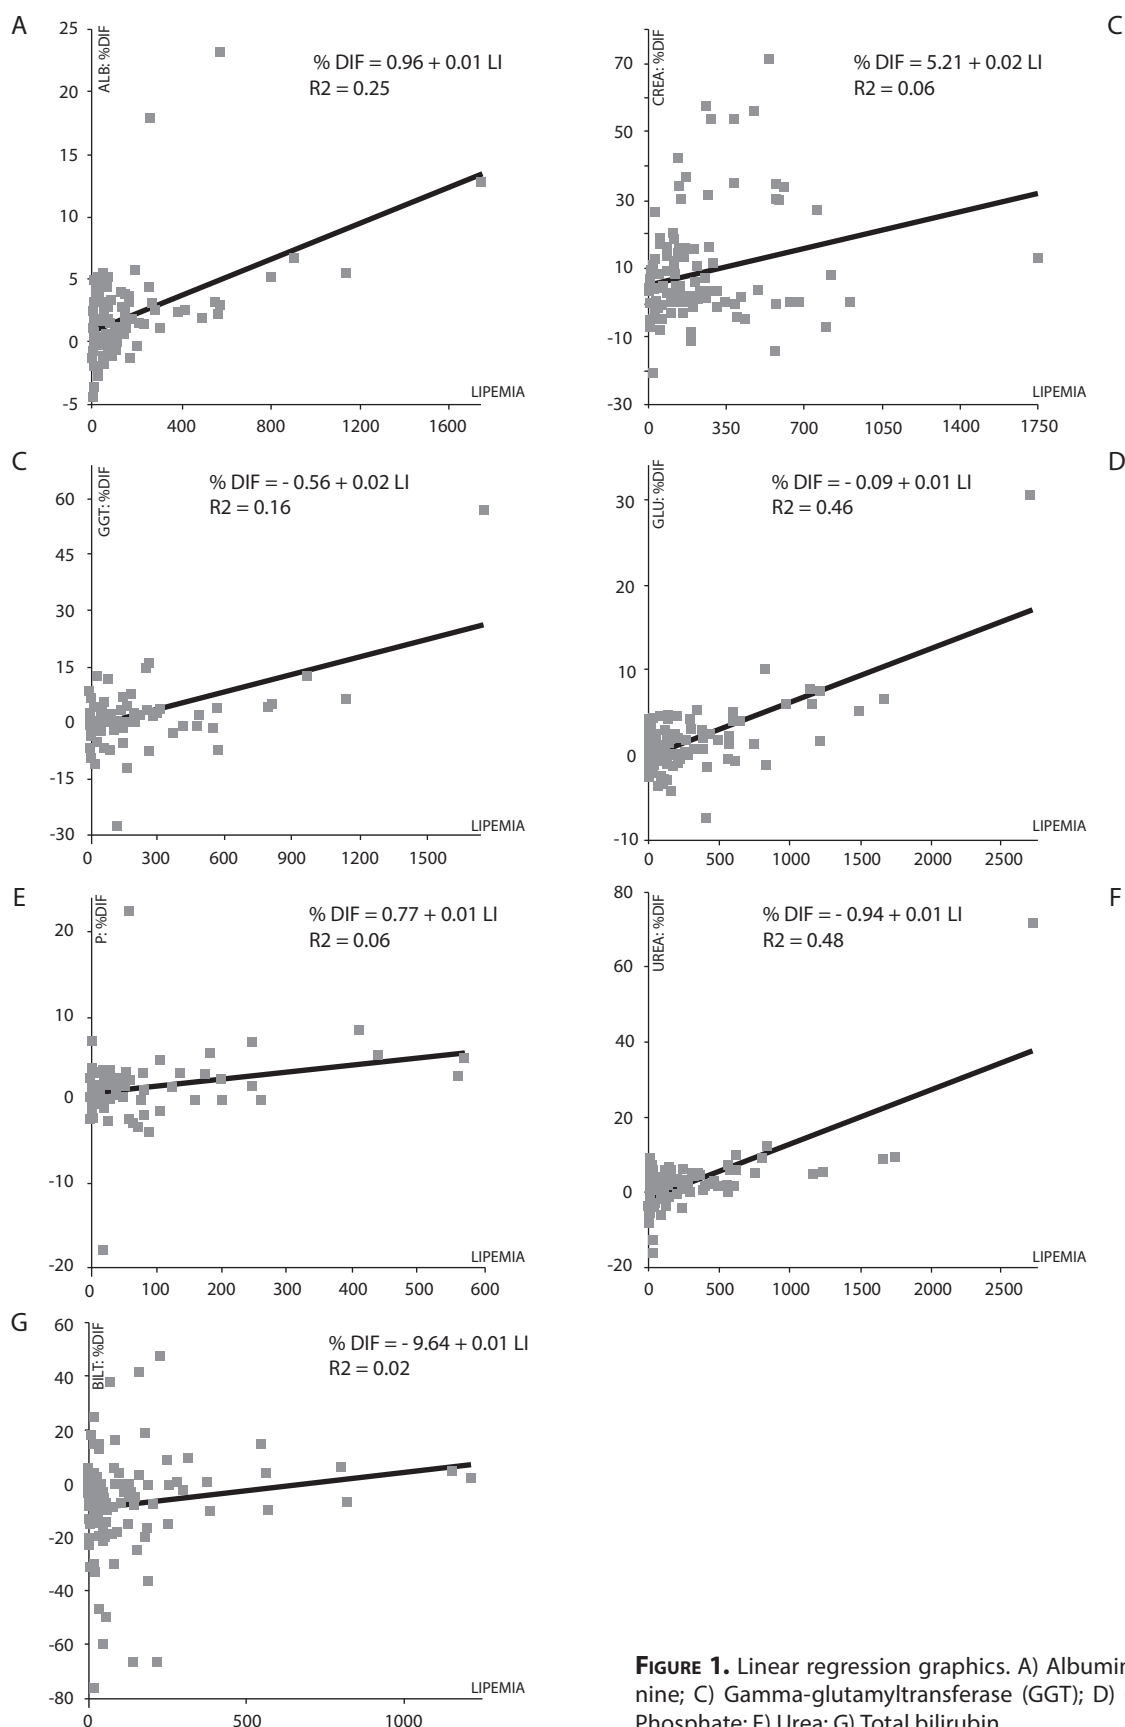 A
ALB: %DIF
% DIF = 0.96 + 0.01 LI
R2 = 0.25
25
20
15
10
5
0
-5
LIPEMIA
0 400 800 1200 1600
C
CREA: %DIF
% DIF = 5.21 + 0.02 LI
R2 = 0.06
70
50
30
10
-10
-30
LIPEMIA
0 350 700 1050 1400 1750
C
GGT: %DIF
% DIF = - 0.56 + 0.02 LI
R2 = 0.16
60
45
30
15
0
-15
-30
LIPEMIA
0 300 600 900 1200 1500
D
GLU: %DIF
% DIF = - 0.09 + 0.01 LI
R2 = 0.46
30
20
10
0
-10
LIPEMIA
0 500 1000 1500 2000 2500
E
P: %DIF
% DIF = 0.77 + 0.01 LI
R2 = 0.06
20
10
0
-10
-20
LIPEMIA
0 100 200 300 400 500 600
F
UREA: %DIF
% DIF = - 0.94 + 0.01 LI
R2 = 0.48
80
60
40
20
0
-20
LIPEMIA
0 500 1000 1500 2000 2500
G
BILT: %DIF
% DIF = - 9.64 + 0.01 LI
R2 = 0.02
60
40
20
0
-20
-40
-60
-80
LIPEMIA
0 500 1000
FIGURE 1. Linear regression graphics. A) Albumin
nine; C) Gamma-glutamyltransferase (GGT); D)
Phosphate; F) Urea; G) Total bilirubin